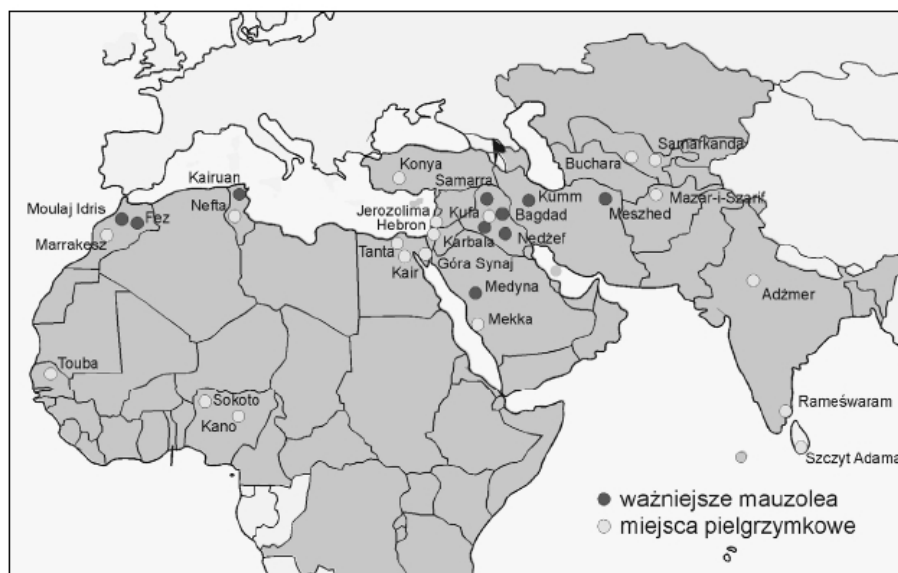 Samarkanda
Buchara
Konya
Kairuan
Samarra
Kumm
Mazar-i-Szarif
Nefta
Moulaj Idris
Fez
Jerozolima
Kufa
Bagdad
Meszhed
Hebron
Marrakesz
Nedżef
Karbala
Tanta
Góra Synaj
Kair
Medyna
Adżmer
Mekka
Touba
Sokoto
Rameśwaram
Kano
Szczyt Adama
ważniejsze mauzolea
miejsca pielgrzymkowe